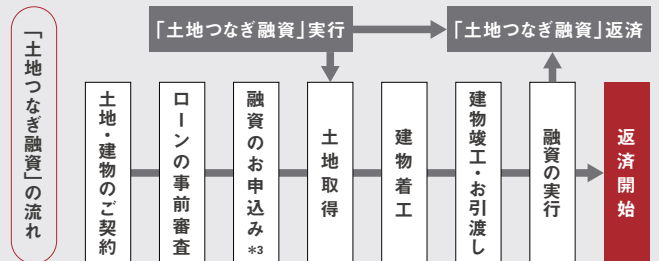 「土地つなぎ融資」の流れ
「土地つなぎ融資」実行
「土地つなぎ融資」返済
土地・建物のご契約
ローンの事前審査
融資のお申込み*3
土地取得
建物着工
建物竣工・お引渡し
融資の実行
返済開始